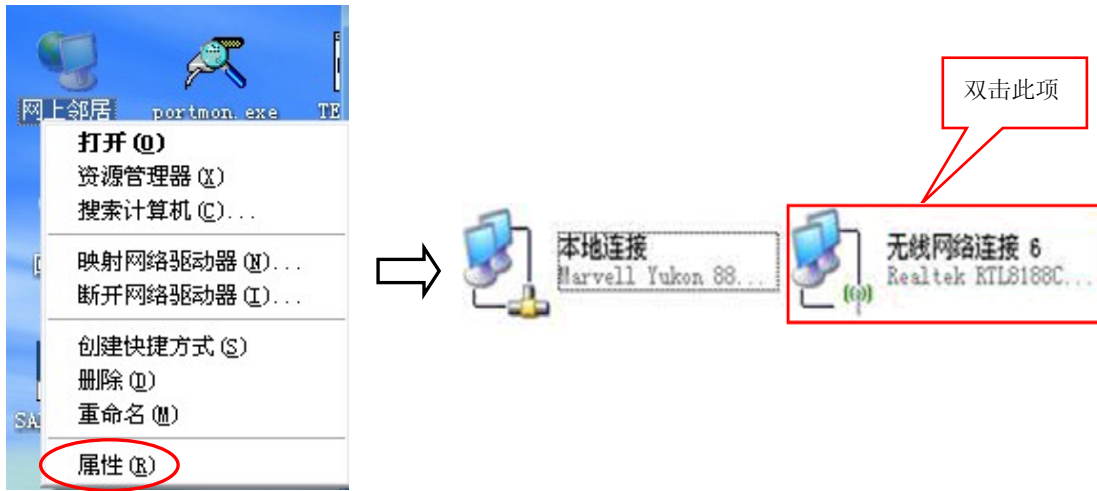 网上邻居
portmon.exe
TE
打开(O)
资源管理器(X)
搜索计算机(C)...
映射网络驱动器(N)...
断开网络驱动器(I)...
创建快捷方式(S)
删除(D)
重命名(M)
SA
属性(R)
双击此项
本地连接
Marvell Yukon 88...
无线网络连接 6
Realtek RTL8188C...